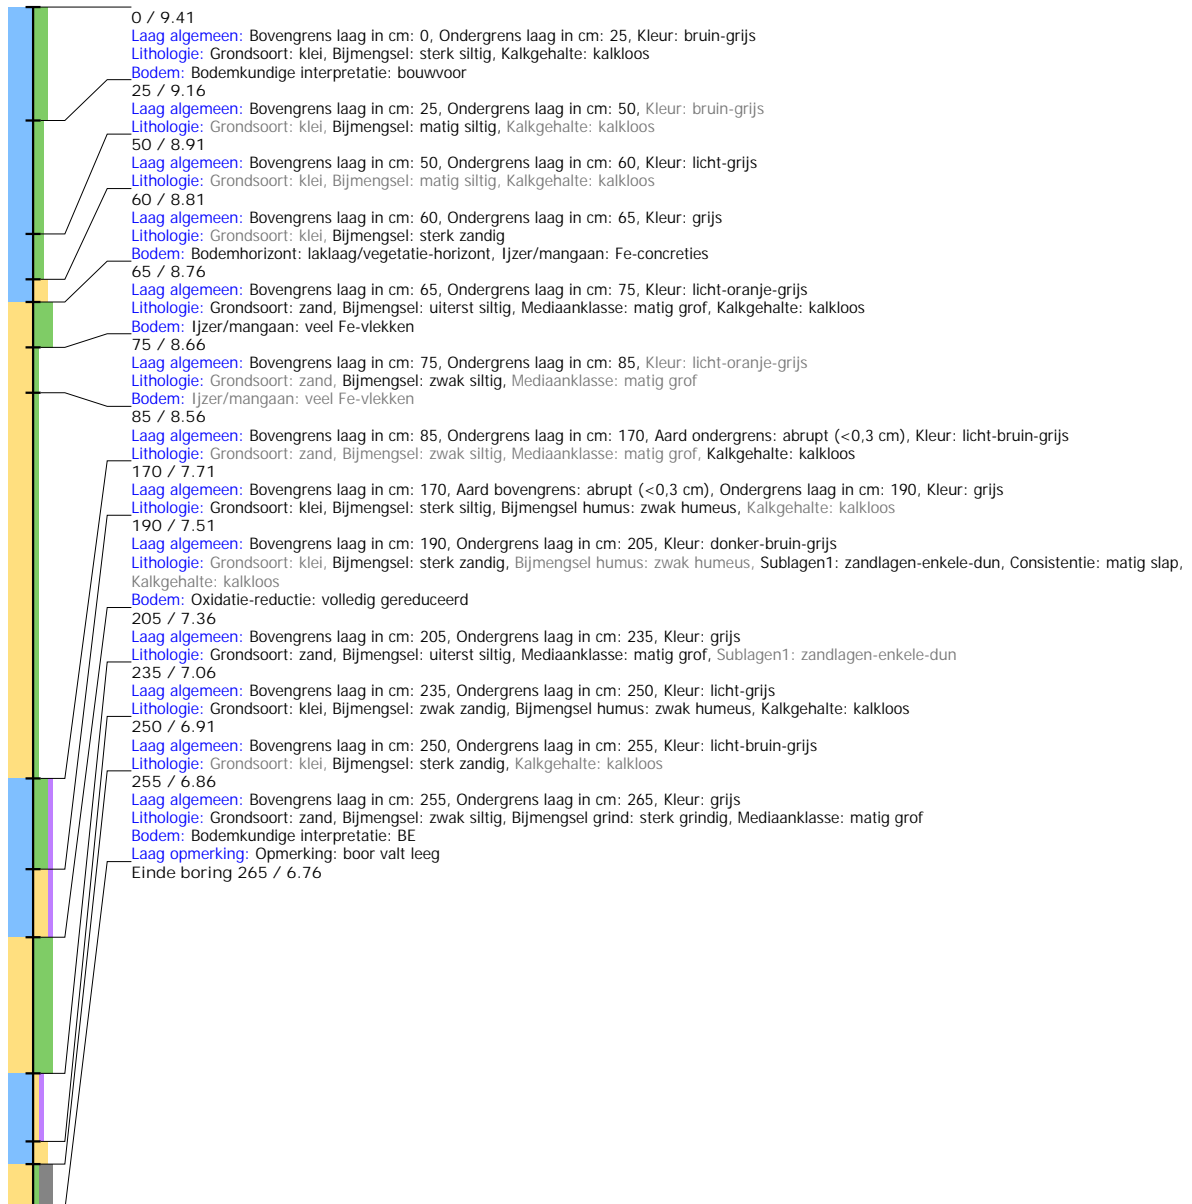 0 / 9.41
Laag algemeen: Bovengrens laag in cm: 0, Ondergrens laag in cm: 25, Kleur: bruin-grijs
Lithologie: Grondsoort: klei, Bijmengsel: sterk siltig, Kalkgehalte: kalkloos
Bodem: Bodemkundige interpretatie: bouwvoor
25 / 9.16
Laag algemeen: Bovengrens laag in cm: 25, Ondergrens laag in cm: 50, Kleur: bruin-grijs
Lithologie: Grondsoort: klei, Bijmengsel: matig siltig, Kalkgehalte: kalkloos
50 / 8.91
Laag algemeen: Bovengrens laag in cm: 50, Ondergrens laag in cm: 60, Kleur: licht-grijs
Lithologie: Grondsoort: klei, Bijmengsel: matig siltig, Kalkgehalte: kalkloos
60 / 8.81
Laag algemeen: Bovengrens laag in cm: 60, Ondergrens laag in cm: 65, Kleur: grijs
Lithologie: Grondsoort: klei, Bijmengsel: sterk zandig
Bodem: Bodemhorizont: laklaag/vegetatie-horizont, Ijzer/mangaan: Fe-concreties
65 / 8.76
Laag algemeen: Bovengrens laag in cm: 65, Ondergrens laag in cm: 75, Kleur: licht-oranje-grijs
Lithologie: Grondsoort: zand, Bijmengsel: uiterst siltig, Mediaanklasse: matig grof, Kalkgehalte: kalkloos
Bodem: Ijzer/mangaan: veel Fe-vlekken
75 / 8.66
Laag algemeen: Bovengrens laag in cm: 75, Ondergrens laag in cm: 85, Kleur: licht-oranje-grijs
Lithologie: Grondsoort: zand, Bijmengsel: zwak siltig, Mediaanklasse: matig grof
Bodem: Ijzer/mangaan: veel Fe-vlekken
85 / 8.56
Laag algemeen: Bovengrens laag in cm: 85, Ondergrens laag in cm: 170, Aard ondergrens: abrupt (<0,3 cm), Kleur: licht-bruin-grijs
Lithologie: Grondsoort: zand, Bijmengsel: zwak siltig, Mediaanklasse: matig grof, Kalkgehalte: kalkloos
170 / 7.71
Laag algemeen: Bovengrens laag in cm: 170, Aard bovengrens: abrupt (<0,3 cm), Ondergrens laag in cm: 190, Kleur: grijs
Lithologie: Grondsoort: klei, Bijmengsel: sterk siltig, Bijmengsel humus: zwak humeus, Kalkgehalte: kalkloos
190 / 7.51
Laag algemeen: Bovengrens laag in cm: 190, Ondergrens laag in cm: 205, Kleur: donker-bruin-grijs
Lithologie: Grondsoort: klei, Bijmengsel: sterk zandig, Bijmengsel humus: zwak humeus, Sublagen1: zandlagen-enkele-dun, Consistentie: matig slap,
Kalkgehalte: kalkloos
Bodem: Oxidatie-reductie: volledig gereduceerd
205 / 7.36
Laag algemeen: Bovengrens laag in cm: 205, Ondergrens laag in cm: 235, Kleur: grijs
Lithologie: Grondsoort: zand, Bijmengsel: uiterst siltig, Mediaanklasse: matig grof, Sublagen1: zandlagen-enkele-dun
235 / 7.06
Laag algemeen: Bovengrens laag in cm: 235, Ondergrens laag in cm: 250, Kleur: licht-grijs
Lithologie: Grondsoort: klei, Bijmengsel: zwak zandig, Bijmengsel humus: zwak humeus, Kalkgehalte: kalkloos
250 / 6.91
Laag algemeen: Bovengrens laag in cm: 250, Ondergrens laag in cm: 255, Kleur: licht-bruin-grijs
Lithologie: Grondsoort: klei, Bijmengsel: sterk zandig, Kalkgehalte: kalkloos
255 / 6.86
Laag algemeen: Bovengrens laag in cm: 255, Ondergrens laag in cm: 265, Kleur: grijs
Lithologie: Grondsoort: zand, Bijmengsel: zwak siltig, Bijmengsel grind: sterk grindig, Mediaanklasse: matig grof
Bodem: Bodemkundige interpretatie: BE
Laag opmerking: Opmerking: boor valt leeg
Einde boring 265 / 6.76